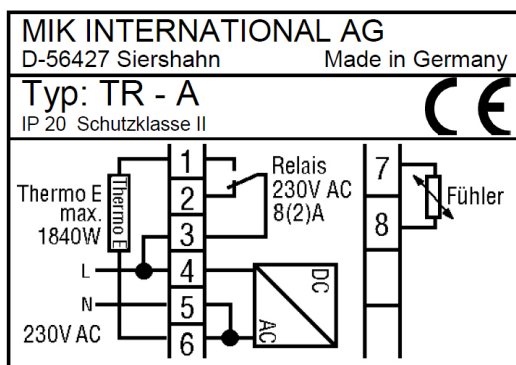 MIK INTERNATIONAL AG
D-56427 Siershahn Made in Germany
Typ: TR - A
IP 20 Schutzklasse II
CE
Thermo E
max.
1840W
Thermo E
L
N
230V AC
1
2
3
4
5
6
Relais
230V AC
8(2)A
DC
AC
7
8
Fühler